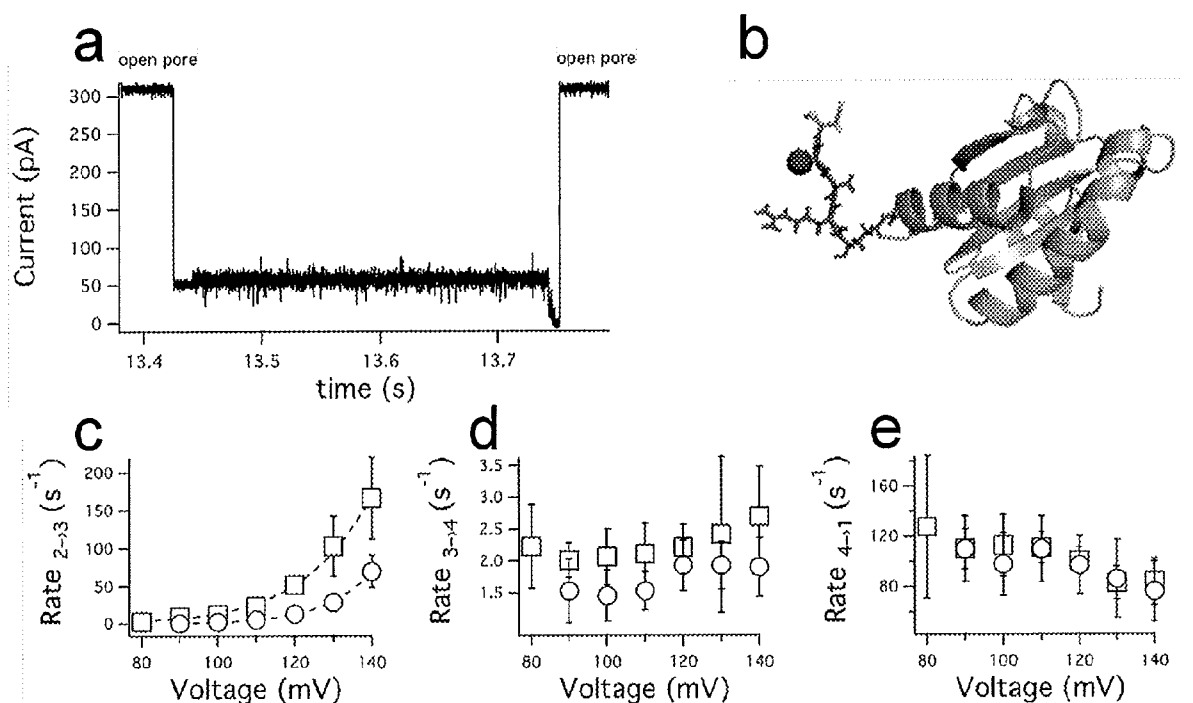 a
open pore
open pore
300
250
200
150
100
50
0
Current (pA)
13.4 13.5 13.6 13.7
time (s)
b
c
200
150
100
50
0
Rate 2→3 (s⁻¹)
80 100 120 140
Voltage (mV)
d
3.5
3.0
2.5
2.0
1.5
Rate 3→4 (s⁻¹)
80 100 120 140
Voltage (mV)
e
160
120
80
Rate 4→1 (s⁻¹)
80 100 120 140
Voltage (mV)